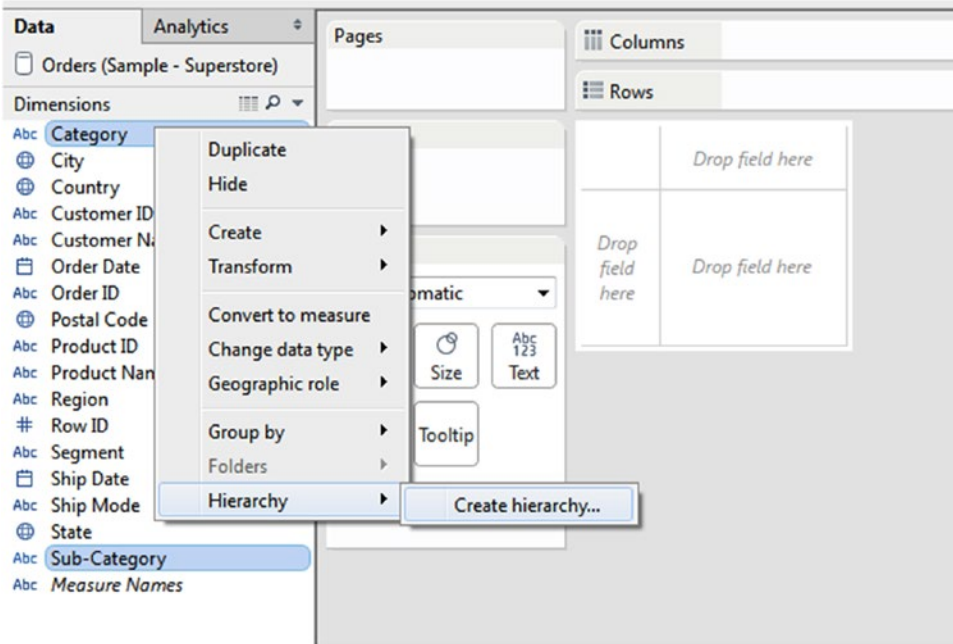 Data
Analytics
Orders (Sample - Superstore)
Dimensions
Abc Category
City
Country
Abc Customer ID
Abc Customer Na
Order Date
Abc Order ID
Postal Code
Abc Product ID
Abc Product Nan
Abc Region
# Row ID
Abc Segment
Ship Date
Abc Ship Mode
State
Abc Sub-Category
Abc Measure Names
Duplicate
Hide
Create
Transform
Convert to measure
Change data type
Geographic role
Group by
Folders
Hierarchy
Create hierarchy...
Pages
omatic
Size
Abc
123
Text
Tooltip
Columns
Rows
Drop field here
Drop
field
here
Drop field here